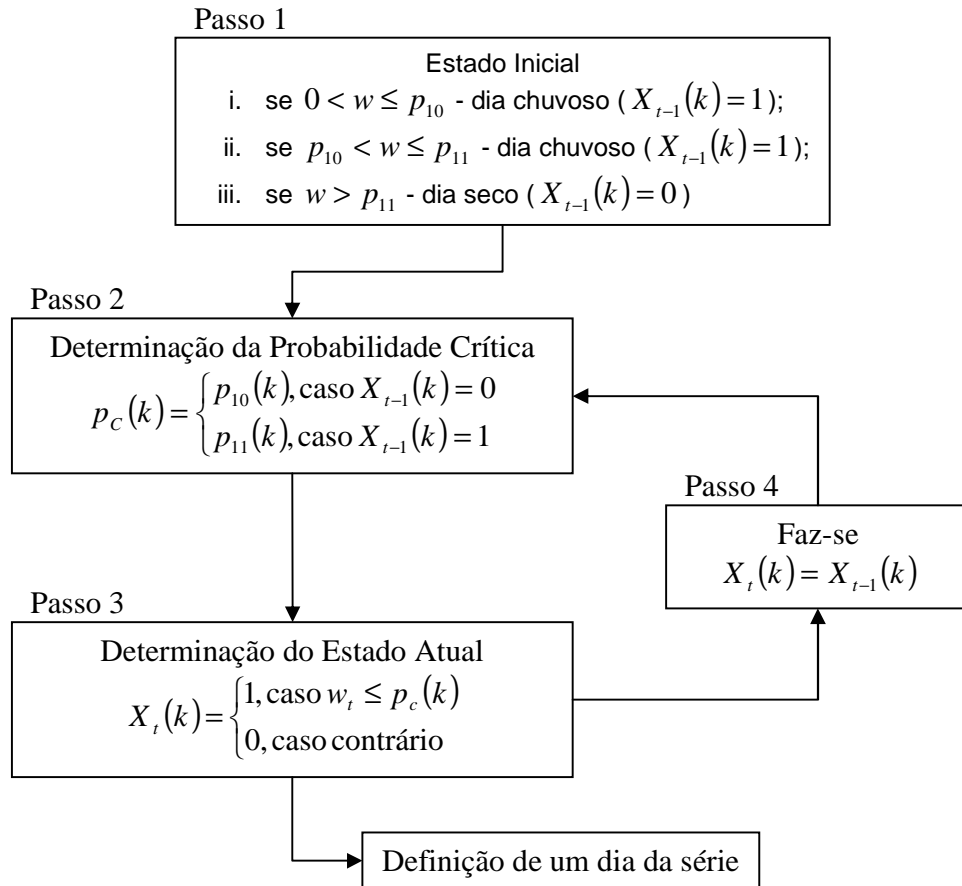 Passo 1
Estado Inicial
i. se 0 < w ≤ p₁₀ - dia chuvoso ( Xₜ₋₁(k) = 1 );
ii. se p₁₀ < w ≤ p₁₁ - dia chuvoso ( Xₜ₋₁(k) = 1 );
iii. se w > p₁₁ - dia seco ( Xₜ₋₁(k) = 0 )
Passo 2
Determinação da Probabilidade Crítica
p_C(k) = { p₁₀(k), caso Xₜ₋₁(k) = 0
p₁₁(k), caso Xₜ₋₁(k) = 1
Passo 4
Faz-se
Xₜ(k) = Xₜ₋₁(k)
Passo 3
Determinação do Estado Atual
Xₜ(k) = { 1, caso wₜ ≤ p_c(k)
0, caso contrário
Definição de um dia da série